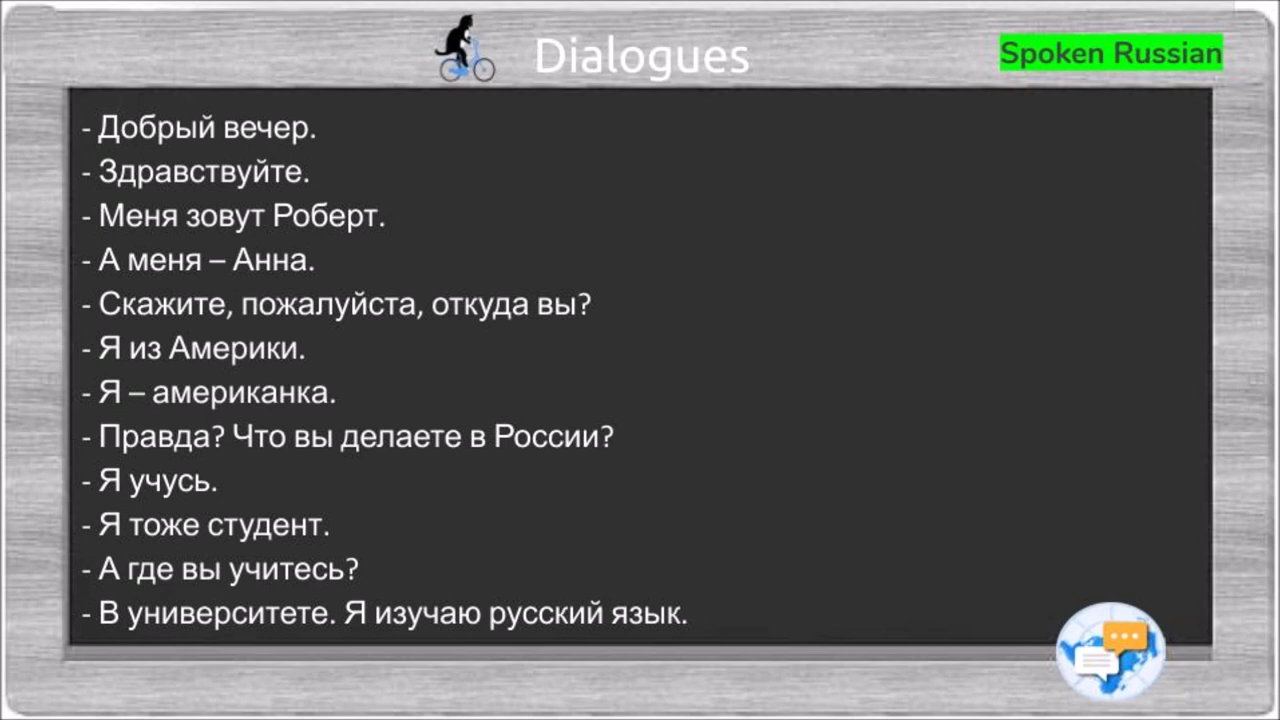 Dialogues
Spoken Russian
- Добрый вечер.
- Здравствуйте.
- Меня зовут Роберт.
- А меня – Анна.
- Скажите, пожалуйста, откуда вы?
- Я из Америки.
- Я – американка.
- Правда? Что вы делаете в России?
- Я учусь.
- Я тоже студент.
- А где вы учитесь?
- В университете. Я изучаю русский язык.